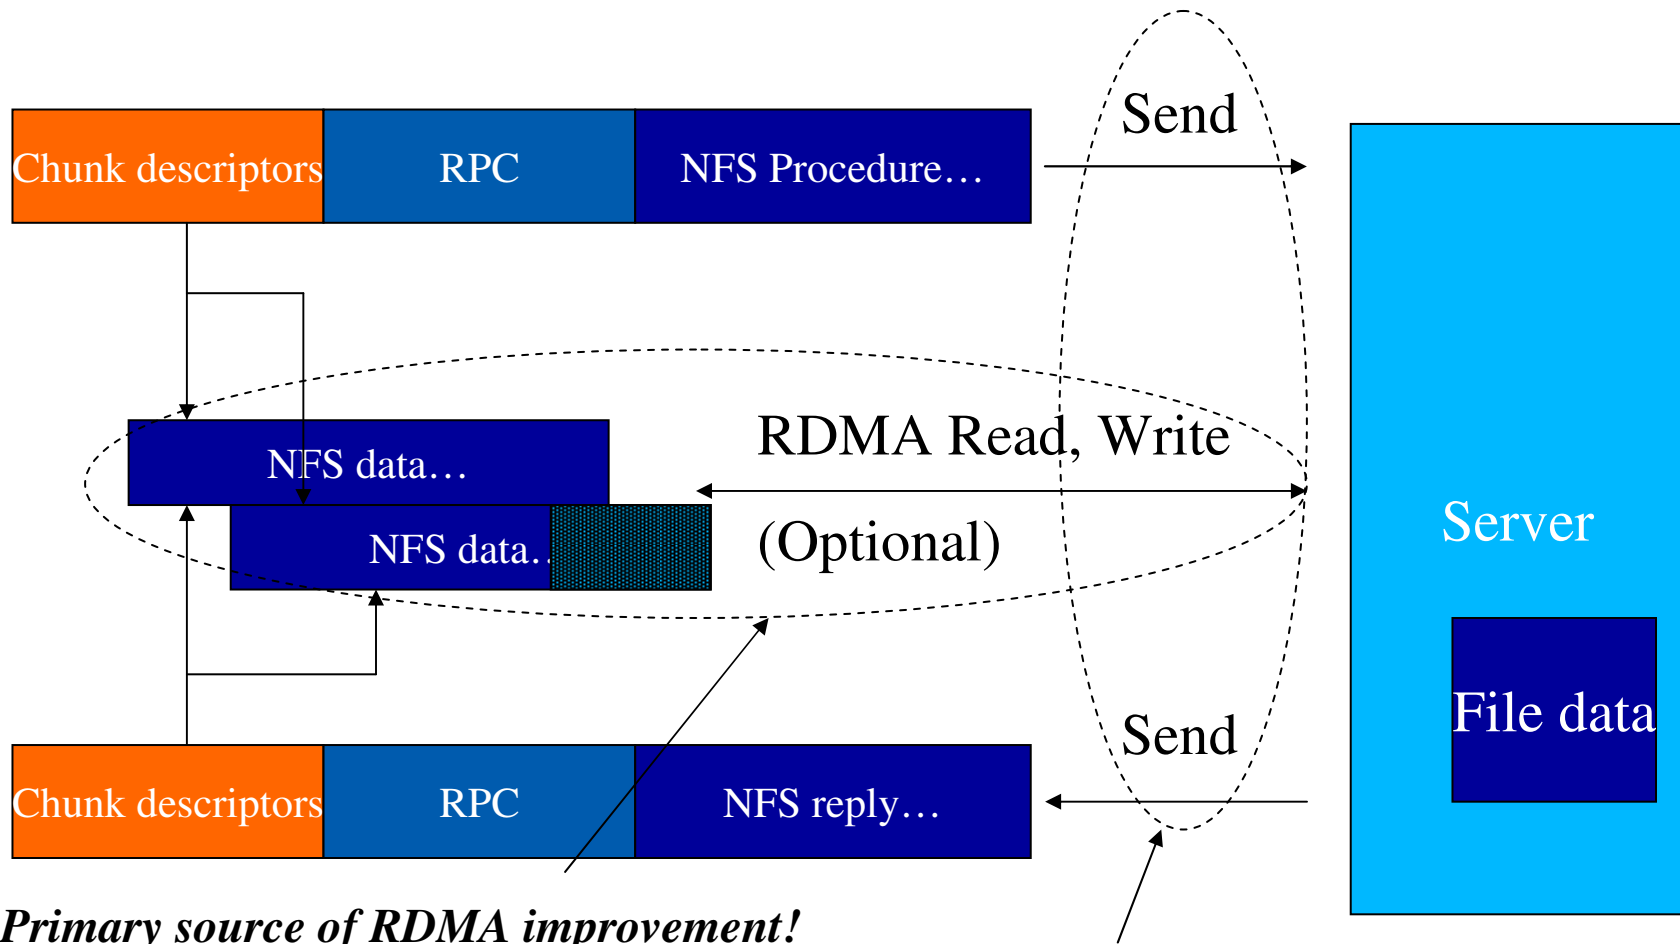 Send
Chunk descriptors
RPC
NFS Procedure…
RDMA Read, Write
NFS data…
Server
(Optional)
NFS data..
File data
Send
Chunk descriptors
RPC
NFS reply…
Primary source of RDMA improvement!